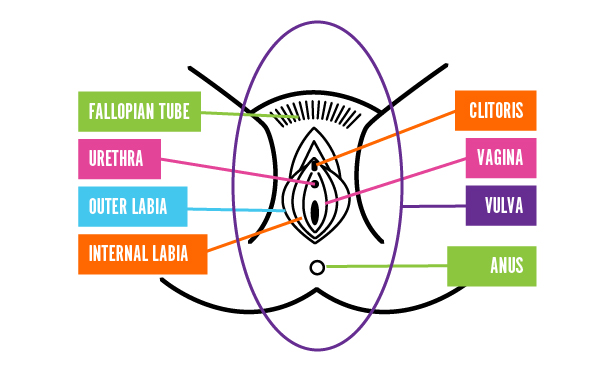 FALLOPIAN TUBE
URETHRA
OUTER LABIA
INTERNAL LABIA
CLITORIS
VAGINA
VULVA
ANUS